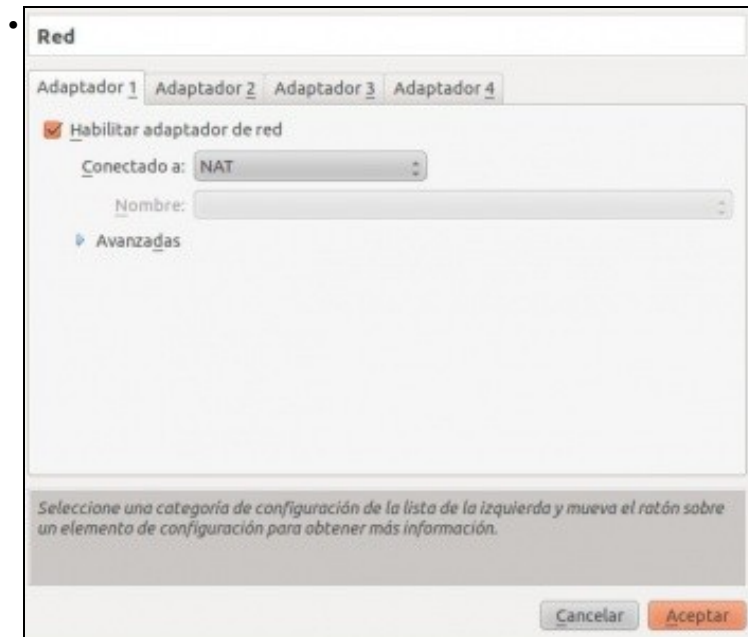 Red
Adaptador 1 Adaptador 2 Adaptador 3 Adaptador 4
Habilitar adaptador de red
Conectado a: NAT
Nombre:
Avanzadas
Seleccione una categoría de configuración de la lista de la izquierda y mueva el ratón sobre
un elemento de configuración para obtener más información.
Cancelar Aceptar